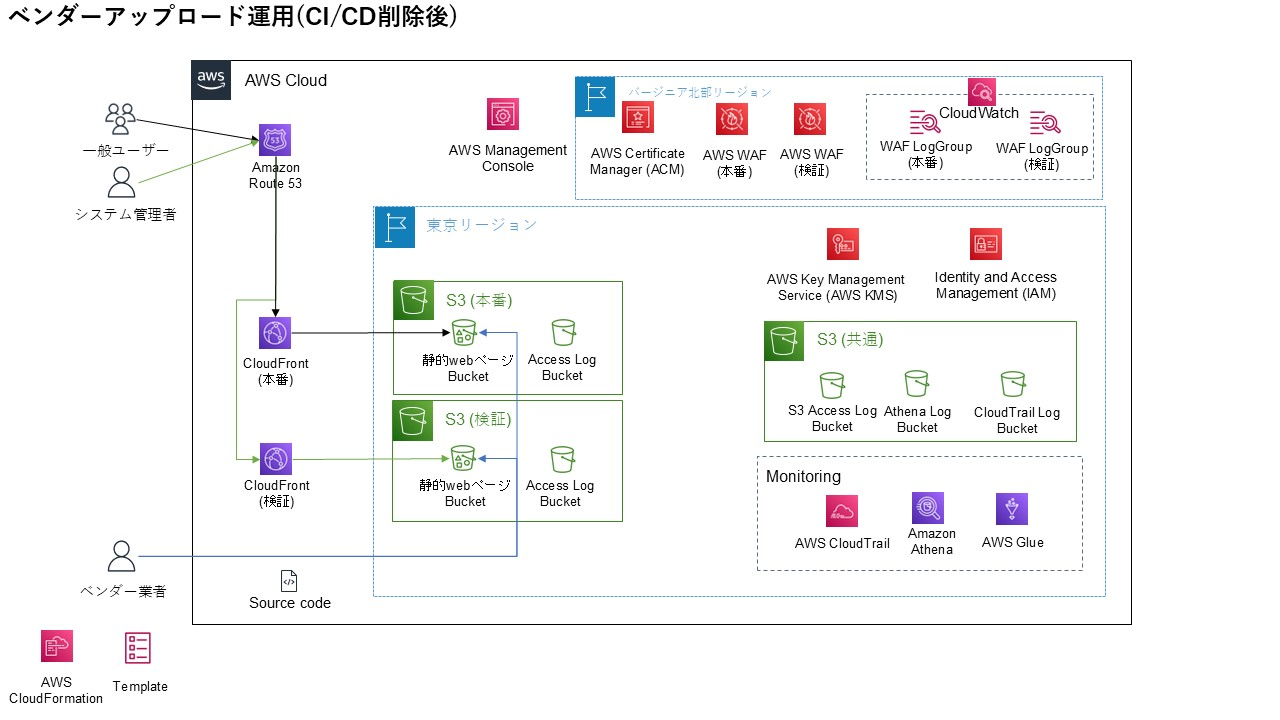 ベンダーアップロード運用(CI/CD削除後)
aws
AWS Cloud
一般ユーザー
システム管理者
53
Amazon
Route 53
AWS Management
Console
バージニア北部リージョン
AWS Certificate
Manager (ACM)
AWS WAF
(本番)
AWS WAF
(検証)
CloudWatch
WAF LogGroup
(本番)
WAF LogGroup
(検証)
東京リージョン
AWS Key Management
Service (AWS KMS)
Identity and Access
Management (IAM)
S3 (本番)
静的webページ
Bucket
Access Log
Bucket
CloudFront
(本番)
S3 (検証)
静的webページ
Bucket
Access Log
Bucket
CloudFront
(検証)
S3 (共通)
S3 Access Log
Bucket
Athena Log
Bucket
CloudTrail Log
Bucket
Monitoring
AWS CloudTrail
Amazon
Athena
AWS Glue
ベンダー業者
Source code
AWS
CloudFormation
Template